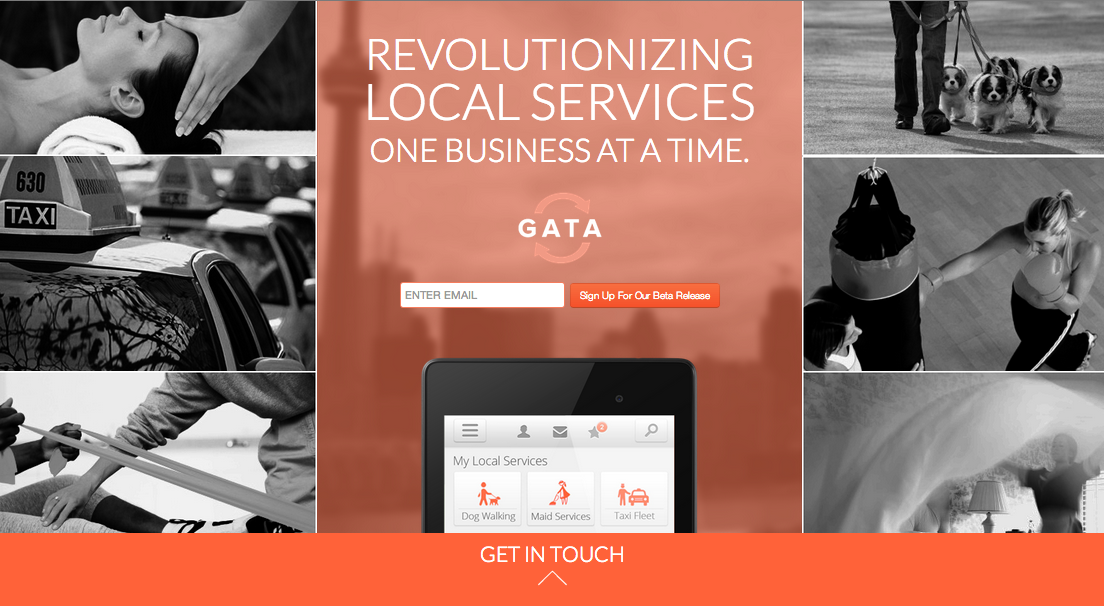 REVOLUTIONIZING
LOCAL SERVICES
ONE BUSINESS AT A TIME.
630
TAXI
GATA
ENTER EMAIL
Sign Up For Our Beta Release
2
My Local Services
Dog Walking
Maid Services
Taxi Fleet
GET IN TOUCH